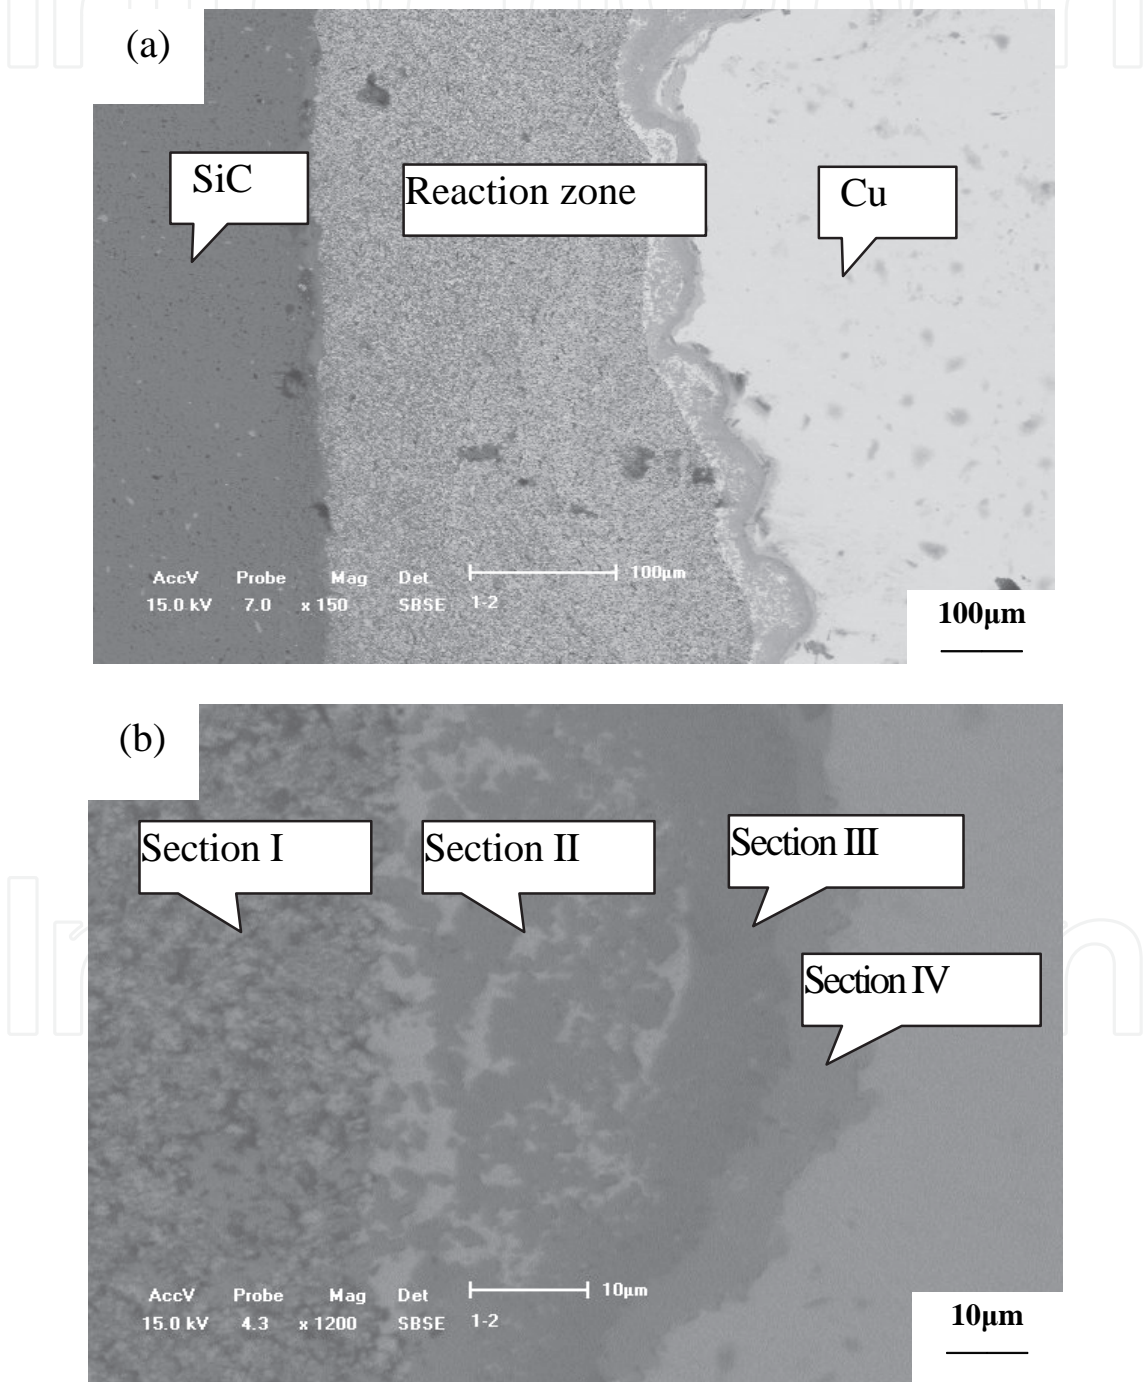 (a)
SiC
Reaction zone
Cu
AccV Probe Mag Det 100µm
15.0 kV 7.0 x 150 SBSE 1-2
100µm
(b)
Section I
Section II
Section III
Section IV
AccV Probe Mag Det 10µm
15.0 kV 4.3 x 1200 SBSE 1-2
10µm